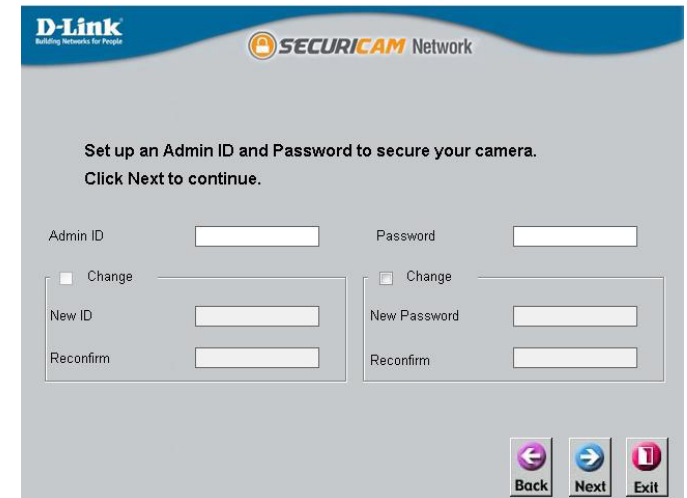 D-Link
Building Networks for People
SECURICAM Network
Set up an Admin ID and Password to secure your camera.
Click Next to continue.
Admin ID
Password
Change
Change
New ID
New Password
Reconfirm
Reconfirm
Back
Next
Exit